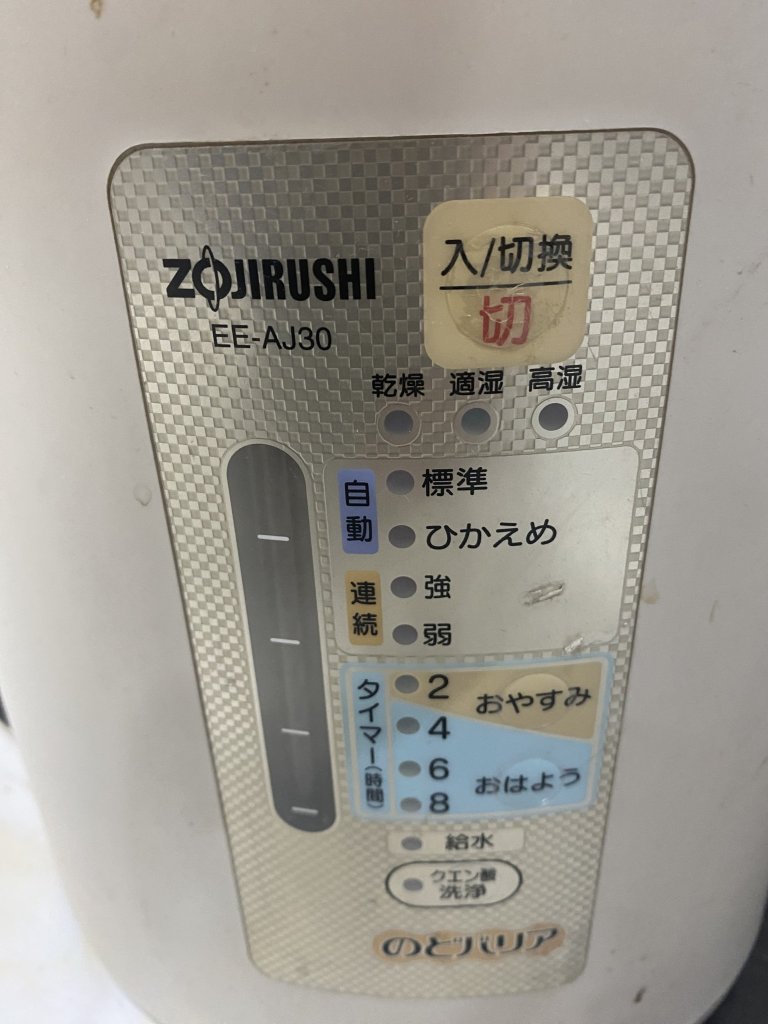 ZOJIRUSHI
EE-AJ30
入/切換
切
乾燥 適湿 高湿
自動
標準
ひかえめ
連続
強
弱
タイマー(時間)
2
4
おやすみ
6
8
おはよう
給水
クエン酸
洗浄
のどバリア